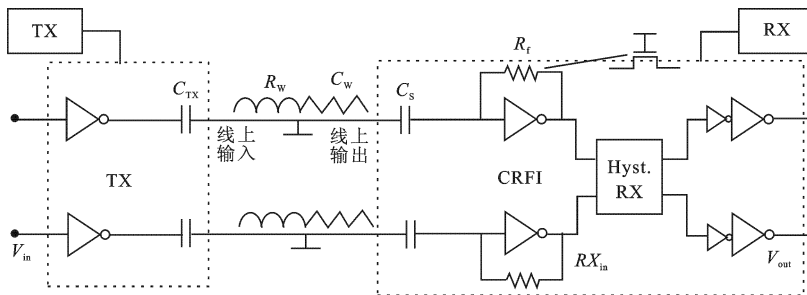 TX
RX
C_TX
R_W
C_W
C_S
R_f
线上
输入
线上
输出
TX
CRFI
Hyst.
RX
V_in
RX_in
V_out